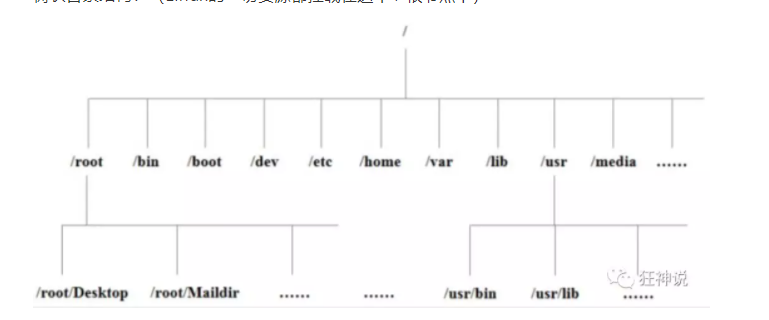 /
/root /bin /boot /dev /etc /home /var /lib /usr /media ......
/root/Desktop /root/Maildir ...... ...... /usr/bin /usr/lib ......
狂神说